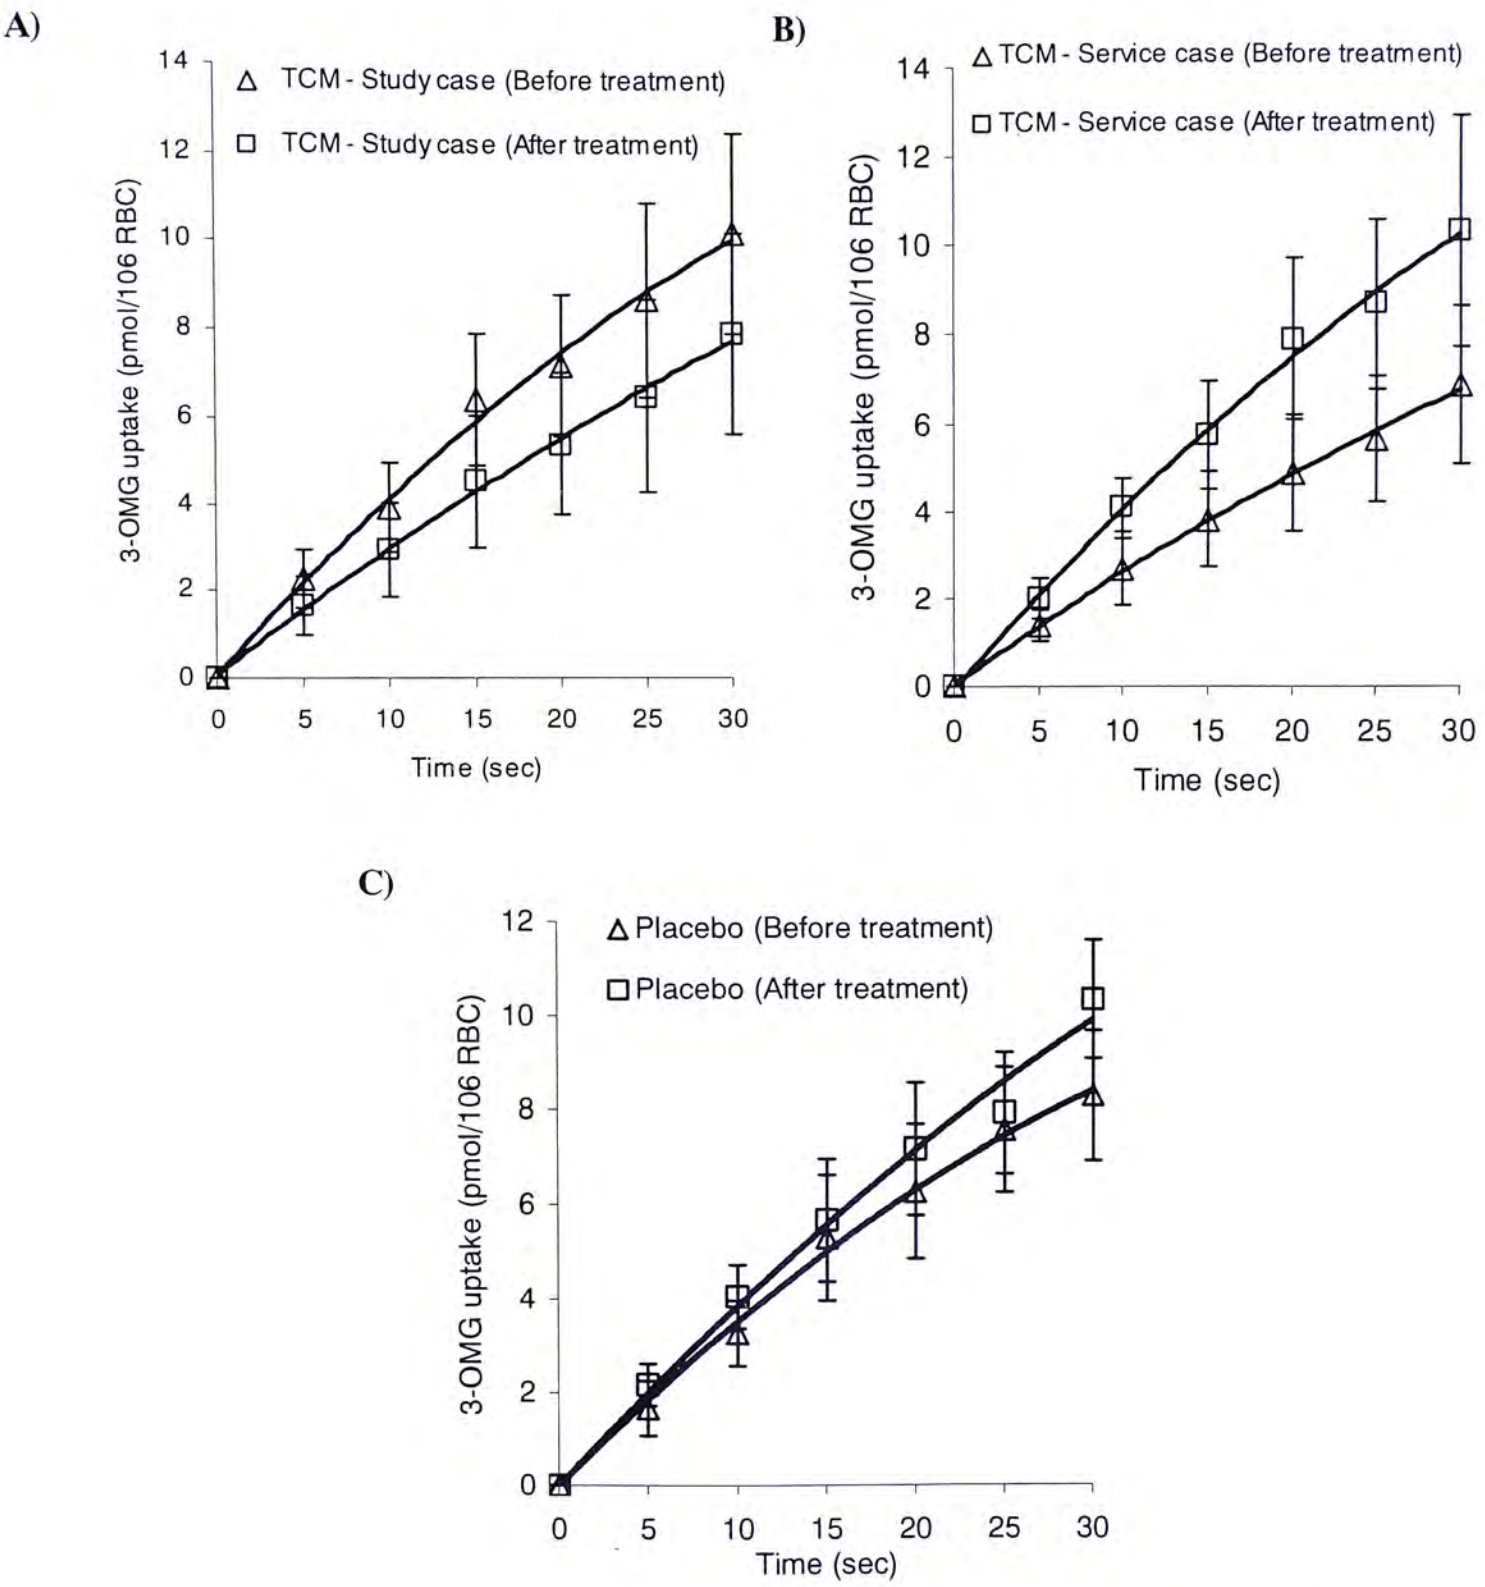 A)
14
12
10
8
6
4
2
0
3-OMG uptake (pmol/106 RBC)
TCM - Study case (Before treatment)
TCM - Study case (After treatment)
0 5 10 15 20 25 30
Time (sec)
B)
14
12
10
8
6
4
2
0
3-OMG uptake (pmol/106 RBC)
TCM - Service case (Before treatment)
TCM - Service case (After treatment)
0 5 10 15 20 25 30
Time (sec)
C)
12
10
8
6
4
2
0
3-OMG uptake (pmol/106 RBC)
Placebo (Before treatment)
Placebo (After treatment)
0 5 10 15 20 25 30
Time (sec)